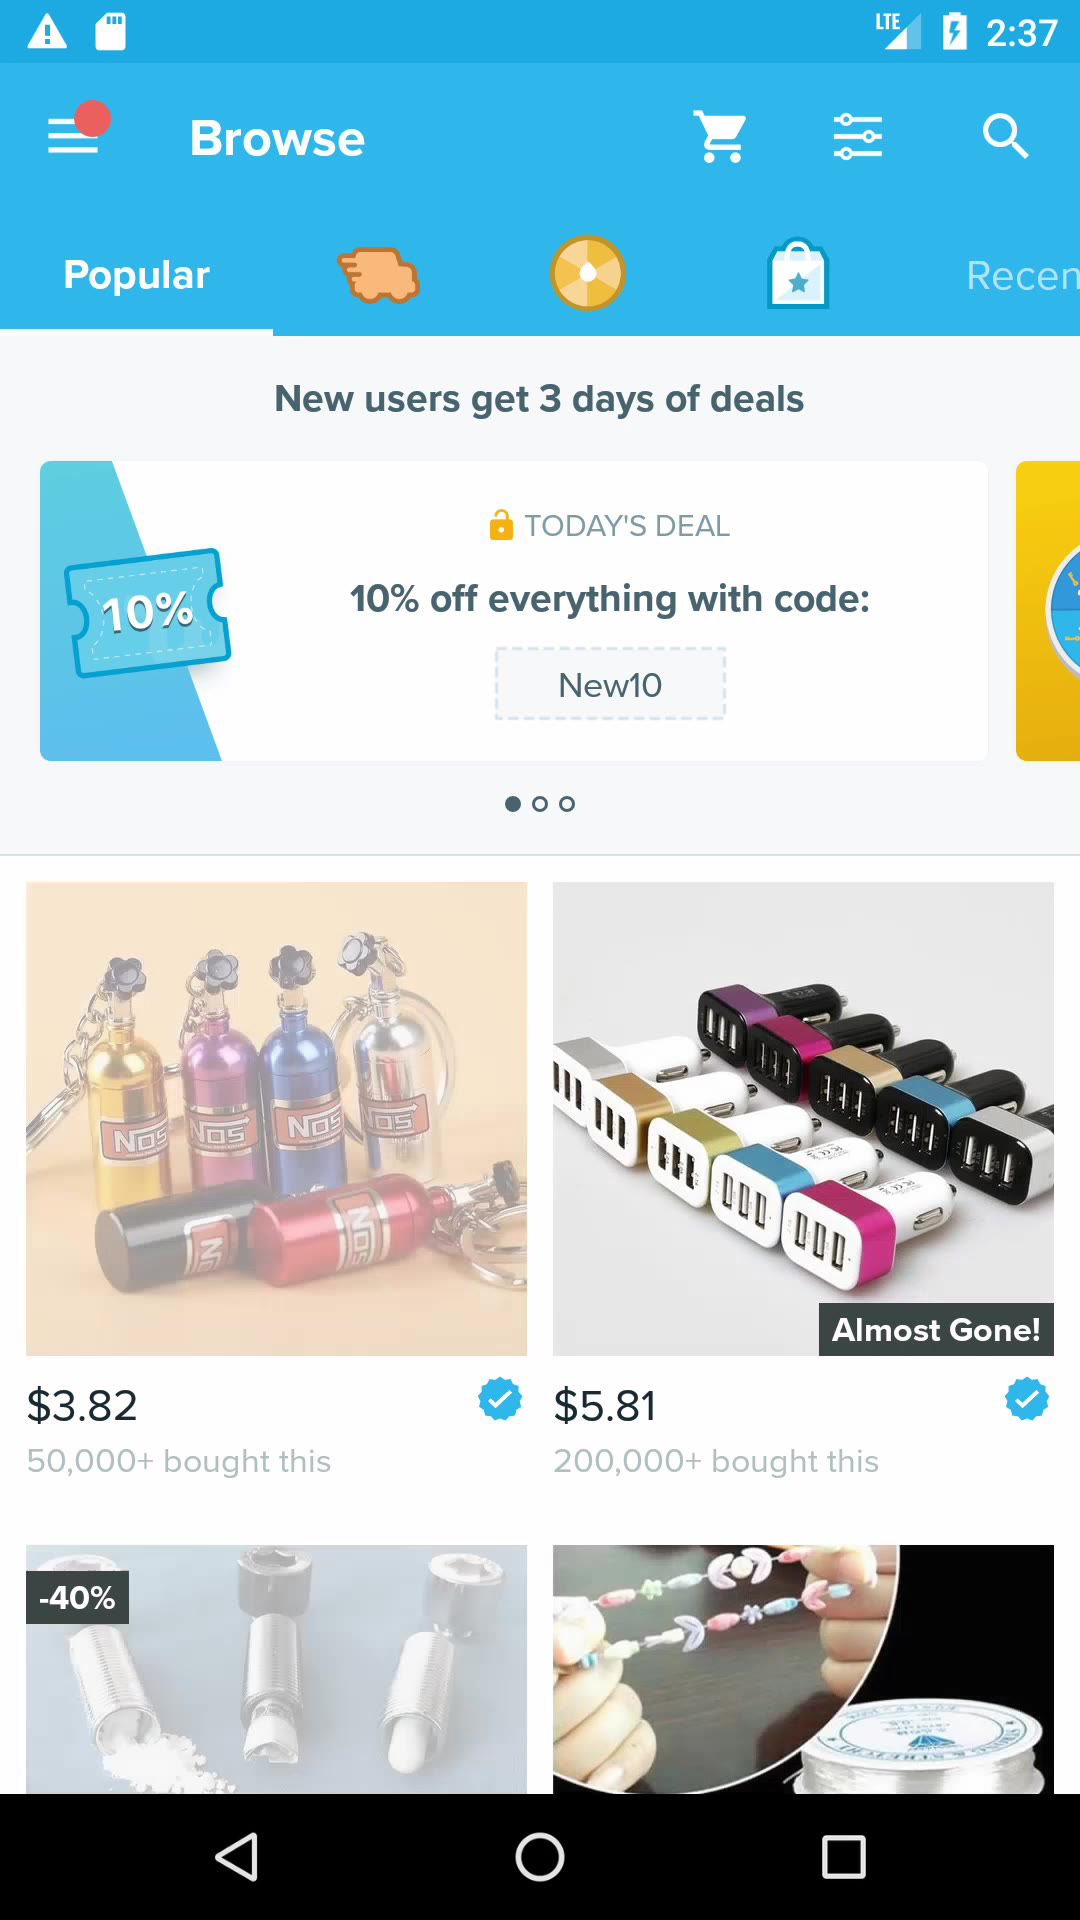 LTE 2:37
Browse
Popular
Recen
New users get 3 days of deals
TODAY'S DEAL
10%
10% off everything with code:
New10
NOS NOS NOS NOS
NOS NOS
Almost Gone!
$3.82
$5.81
50,000+ bought this
200,000+ bought this
-40%